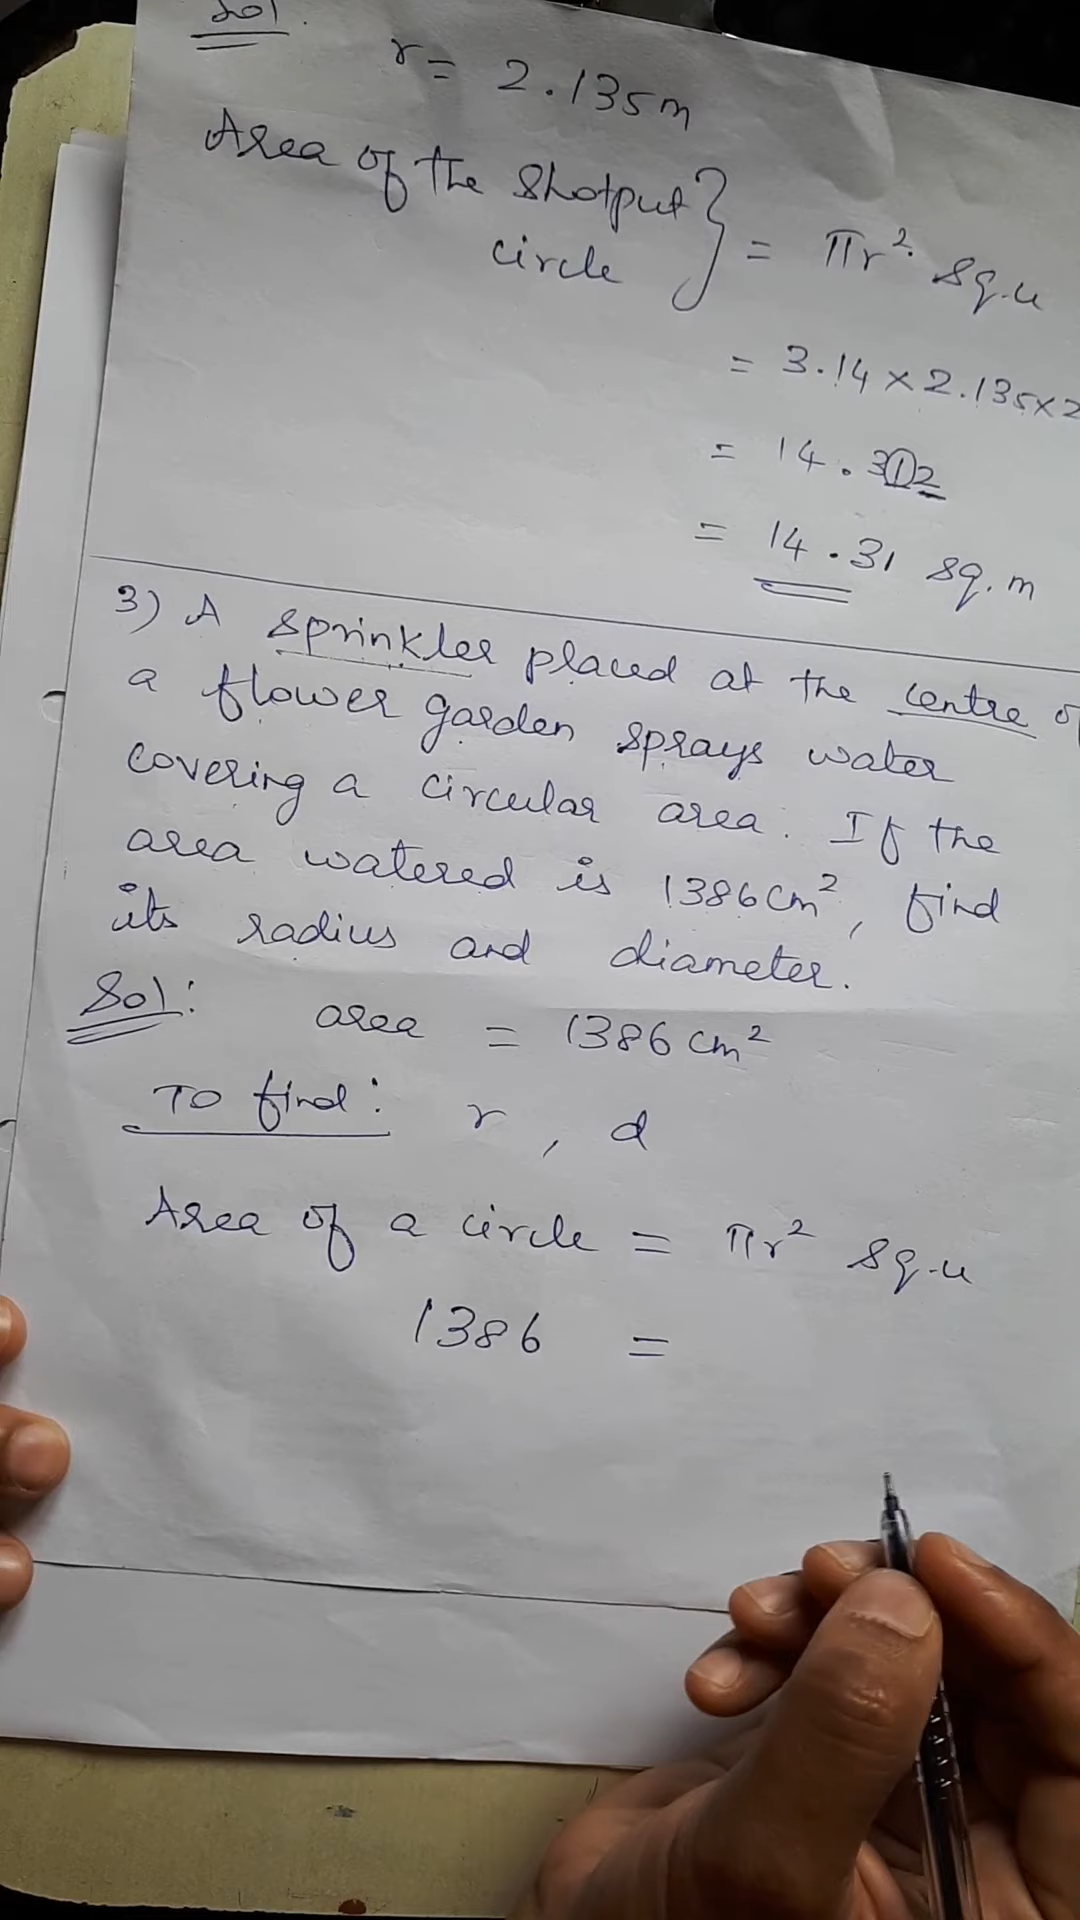 Sol.
r = 2.135m
Area of the Shotput } = πr² sq.u
circle
= 3.14 × 2.135 × 2
= 14.312
= 14.31 sq.m
3) A sprinkler placed at the centre of
a flower garden sprays water
covering a circular area. If the
area watered is 1386cm², find
its radius and diameter.
Sol: area = 1386 cm²
To find: r, d
Area of a circle = πr² sq.u
1386 =